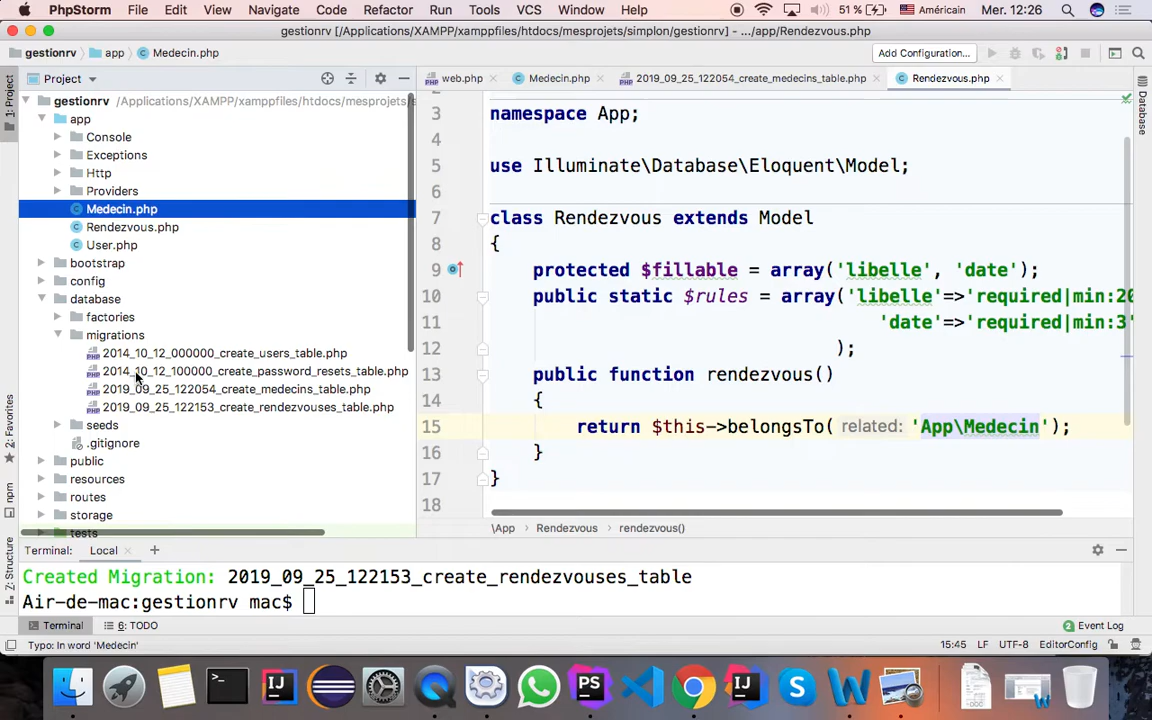 PhpStorm File Edit View Navigate Code Refactor Run Tools VCS Window Help 51 % Américain Mer. 12:26
gestionrv [/Applications/XAMPP/xamppfiles/htdocs/mesprojets/simplon/gestionrv] - .../app/Rendezvous.php
gestionrv app Medecin.php Add Configuration...
Project web.php Medecin.php 2019_09_25_122054_create_medecins_table.php Rendezvous.php
gestionrv /Applications/XAMPP/xamppfiles/htdocs/mesprojets/
app
Console
Exceptions
Http
Providers
Medecin.php
Rendezvous.php
User.php
bootstrap
config
database
factories
migrations
2014_10_12_000000_create_users_table.php
2014_10_12_100000_create_password_resets_table.php
2019_09_25_122054_create_medecins_table.php
2019_09_25_122153_create_rendezvouses_table.php
seeds
.gitignore
public
resources
routes
storage
tests
3 namespace App;
4
5 use Illuminate\Database\Eloquent\Model;
6
7 class Rendezvous extends Model
8 {
9 protected $fillable = array('libelle', 'date');
10 public static $rules = array('libelle'=>'required|min:20
11 'date'=>'required|min:3'
12 );
13 public function rendezvous()
14 {
15 return $this->belongsTo( related: 'App\Medecin');
16 }
17 }
18
\App Rendezvous rendezvous()
1: Project
2: Favorites
npm
Z: Structure
Database
Terminal: Local
Created Migration: 2019_09_25_122153_create_rendezvouses_table
Air-de-mac:gestionrv mac$
Terminal 6: TODO 2 Event Log
Typo: In word 'Medecin' 15:45 LF UTF-8 EditorConfig